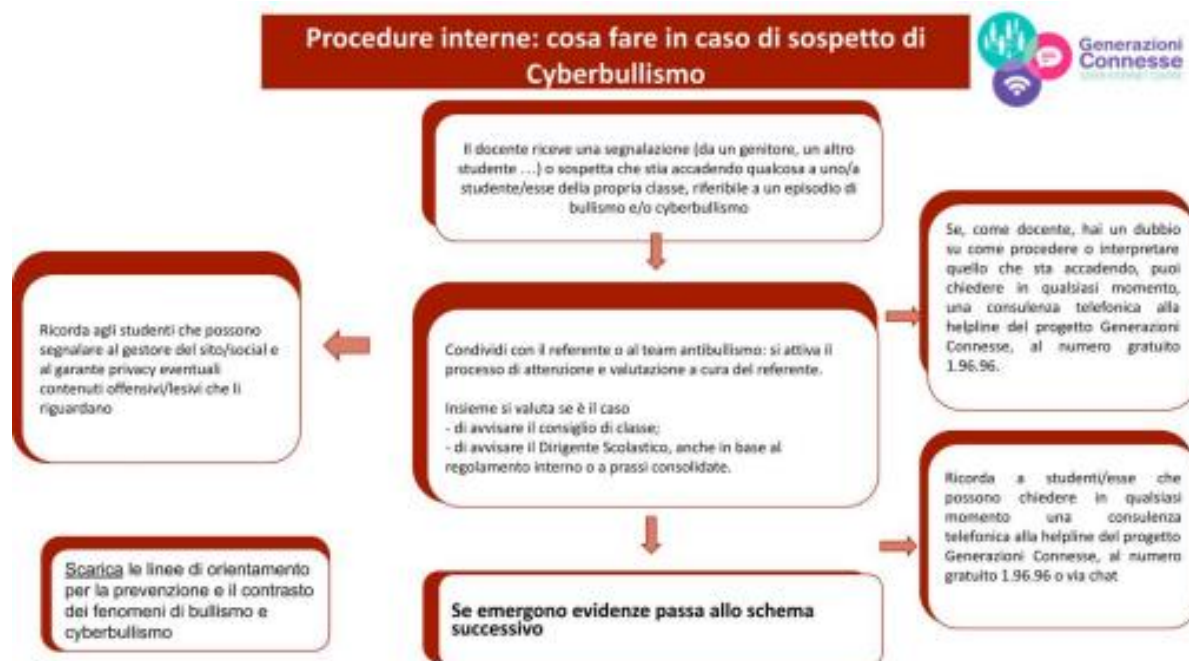 Procedure interne: cosa fare in caso di sospetto di
Cyberbullismo
Generazioni
Connesse
Il docente riceve una segnalazione (da un genitore, un altro
studente ...) o sospetta che stia accadendo qualcosa a uno/a
studente/esse della propria classe, riferibile a un episodio di
bullismo e/o cyberbullismo
Se, come docente, hai un dubbio
su come procedere o interpretare
quello che sta accadendo, puoi
chiedere in qualsiasi momento,
una consulenza telefonica alla
helpline del progetto Generazioni
Connesse, al numero gratuito
1.96.96.
Ricorda agli studenti che possono
segnalare al gestore del sito/social e
al garante privacy eventuali
contenuti offensivi/lesivi che li
riguardano
Condividi con il referente o al team antibullismo: si attiva il
processo di attenzione e valutazione a cura del referente.
Insieme si valuta se è il caso
- di avvisare il consiglio di classe;
- di avvisare il Dirigente Scolastico, anche in base al
regolamento interno o a prassi consolidate.
Ricorda a studenti/esse che
possono chiedere in qualsiasi
momento una consulenza
telefonica alla helpline del progetto
Generazioni Connesse, al numero
gratuito 1.96.96 o via chat
Scarica le linee di orientamento
per la prevenzione e il contrasto
dei fenomeni di bullismo e
cyberbullismo
Se emergono evidenze passa allo schema
successivo